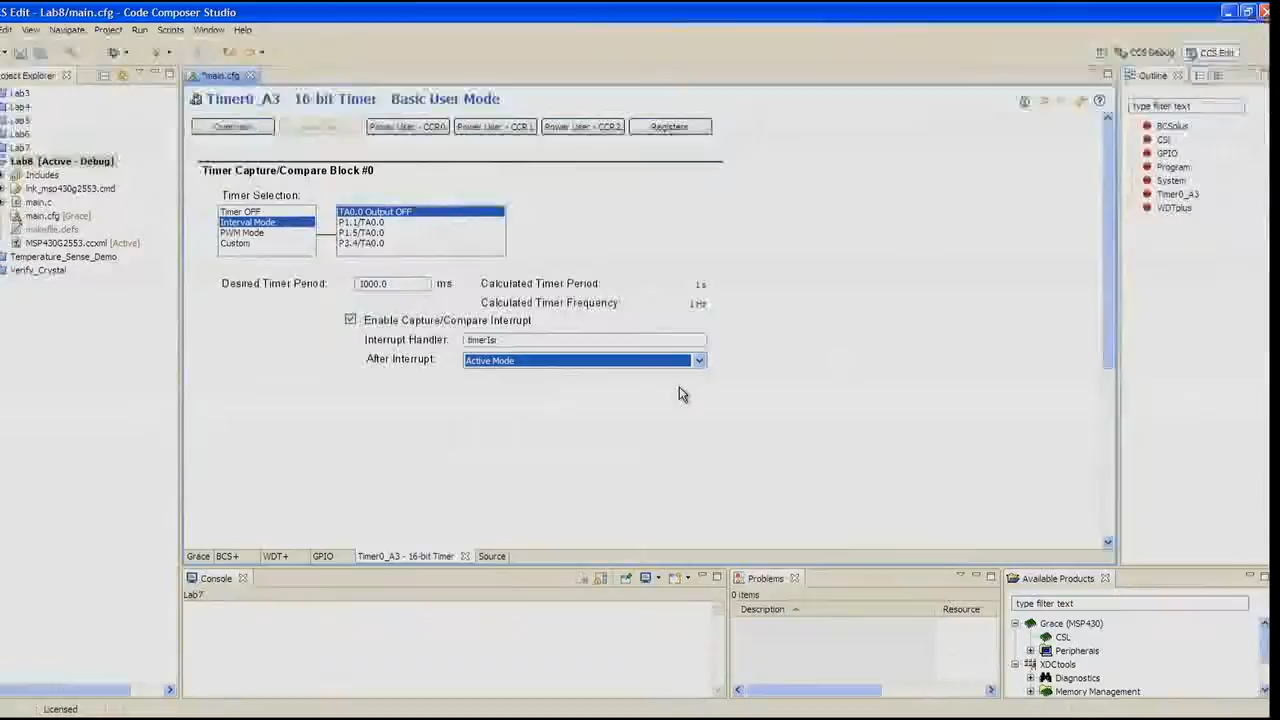 CS Edit - Lab8/main.cfg - Code Composer Studio
Edit View Navigate Project Run Scripts Window Help
CCS Debug CCS Edit
oject Explorer
*main.cfg
Outline
Timer0_A3 16-bit Timer Basic User Mode
type filter text
Overview Power User - CCR0 Power User - CCR1 Power User - CCR2 Registers
Lab3
Lab4
Lab5
Lab6
Lab7
Lab8 [Active - Debug]
Includes
lnk_msp430g2553.cmd
main.c
main.cfg [Grace]
makefile.defs
MSP430G2553.ccxml [Active]
Temperature_Sense_Demo
Verify_Crystal
Timer Capture/Compare Block #0
Timer Selection:
Timer OFF
Interval Mode
PWM Mode
Custom
TA0.0 Output OFF
P1.1/TA0.0
P1.5/TA0.0
P3.4/TA0.0
Desired Timer Period: 1000.0 ms Calculated Timer Period: 1 s
Calculated Timer Frequency: 1 Hz
Enable Capture/Compare Interrupt
Interrupt Handler: timerIsr
After Interrupt: Active Mode
BCSplus
CSL
GPIO
Program
System
Timer0_A3
WDTplus
Grace BCS+ WDT+ GPIO Timer0_A3 - 16-bit Timer Source
Console
Lab7
Problems
0 items
Description Resource
Available Products
type filter text
Grace (MSP430)
CSL
Peripherals
XDCtools
Diagnostics
Memory Management
Licensed